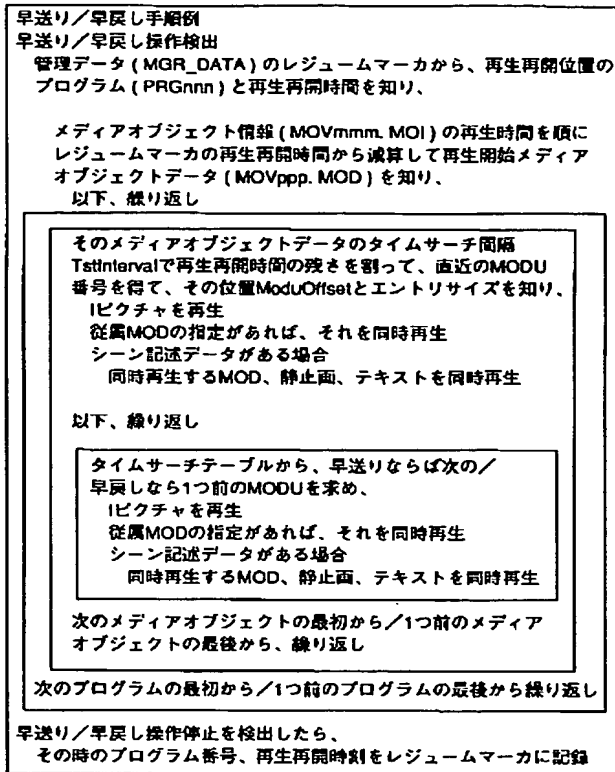 早送り／早戻し手順例
早送り／早戻し操作検出
管理データ ( MGR_DATA ) のレジュームマーカから、再生再開位置の
プログラム ( PRGnnn ) と再生再開時間を知り、
メディアオブジェクト情報 ( MOVmmm. MOI ) の再生時間を順に
レジュームマーカの再生再開時間から減算して再生開始メディア
オブジェクトデータ ( MOVppp. MOD ) を知り、
以下、繰り返し
そのメディアオブジェクトデータのタイムサーチ間隔
TstIntervalで再生再開時間の残さを割って、直近のMODU
番号を得て、その位置ModuOffsetとエントリサイズを知り、
Iピクチャを再生
従属MODの指定があれば、それを同時再生
シーン記述データがある場合
同時再生するMOD、静止画、テキストを同時再生
以下、繰り返し
タイムサーチテーブルから、早送りならば次の／
早戻しなら1つ前のMODUを求め、
Iピクチャを再生
従属MODの指定があれば、それを同時再生
シーン記述データがある場合
同時再生するMOD、静止画、テキストを同時再生
次のメディアオブジェクトの最初から／1つ前のメディア
オブジェクトの最後から、繰り返し
次のプログラムの最初から／1つ前のプログラムの最後から繰り返し
早送り／早戻し操作停止を検出したら、
その時のプログラム番号、再生再開時刻をレジュームマーカに記録